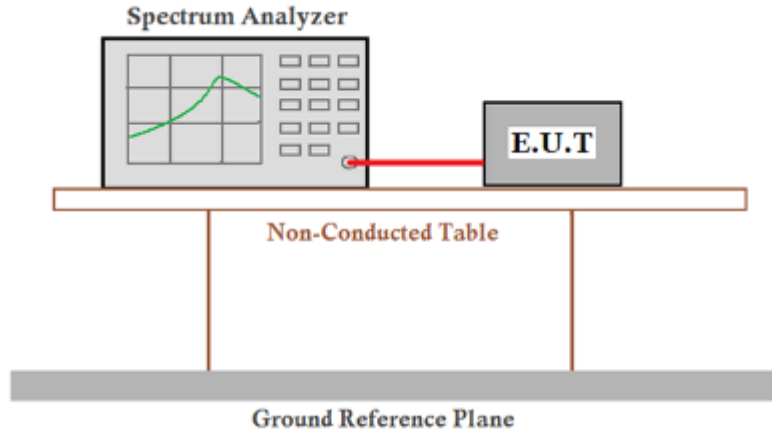 Spectrum Analyzer
E.U.T
Non-Conducted Table
Ground Reference Plane